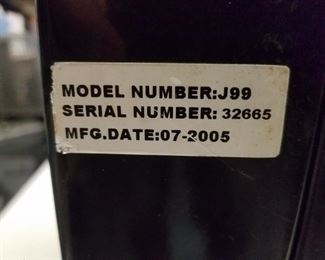 MODEL NUMBER:J99
SERIAL NUMBER: 32665
MFG.DATE:07-2005